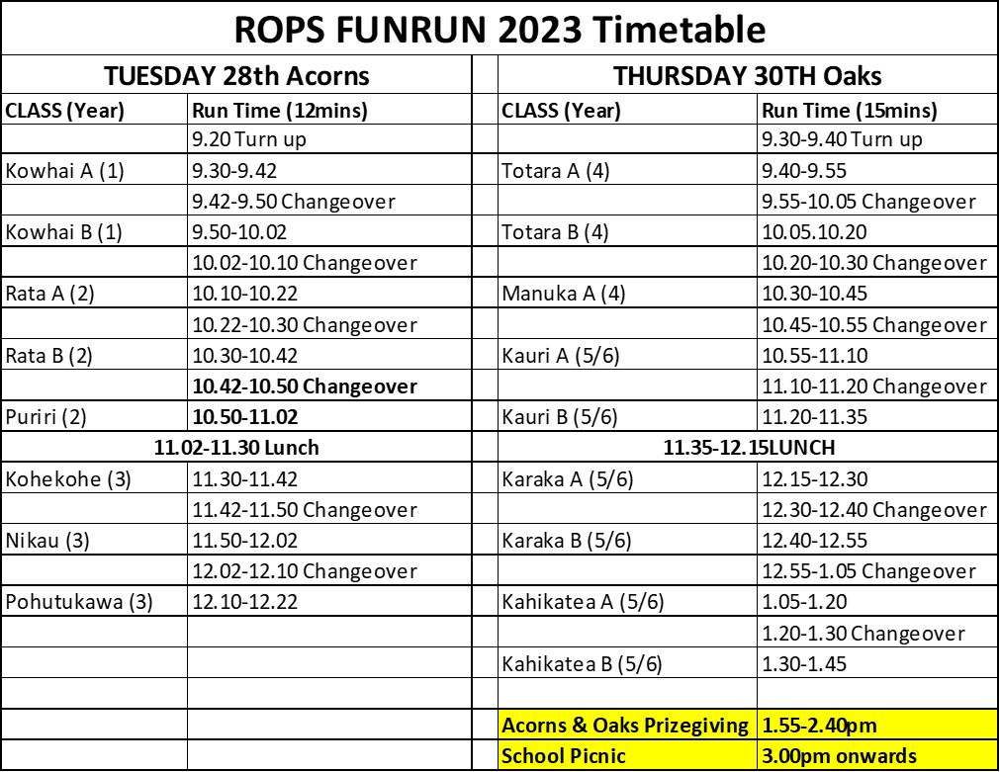 ROPS FUNRUN 2023 Timetable
TUESDAY 28th Acorns THURSDAY 30TH Oaks
CLASS (Year) Run Time (12mins) CLASS (Year) Run Time (15mins)
9.20 Turn up 9.30-9.40 Turn up
Kowhai A (1) 9.30-9.42 Totara A (4) 9.40-9.55
9.42-9.50 Changeover 9.55-10.05 Changeover
Kowhai B (1) 9.50-10.02 Totara B (4) 10.05.10.20
10.02-10.10 Changeover 10.20-10.30 Changeover
Rata A (2) 10.10-10.22 Manuka A (4) 10.30-10.45
10.22-10.30 Changeover 10.45-10.55 Changeover
Rata B (2) 10.30-10.42 Kauri A (5/6) 10.55-11.10
10.42-10.50 Changeover 11.10-11.20 Changeover
Puriri (2) 10.50-11.02 Kauri B (5/6) 11.20-11.35
11.02-11.30 Lunch 11.35-12.15LUNCH
Kohekohe (3) 11.30-11.42 Karaka A (5/6) 12.15-12.30
11.42-11.50 Changeover 12.30-12.40 Changeover
Nikau (3) 11.50-12.02 Karaka B (5/6) 12.40-12.55
12.02-12.10 Changeover 12.55-1.05 Changeover
Pohutukawa (3) 12.10-12.22 Kahikatea A (5/6) 1.05-1.20
1.20-1.30 Changeover
Kahikatea B (5/6) 1.30-1.45
Acorns & Oaks Prizegiving 1.55-2.40pm
School Picnic 3.00pm onwards